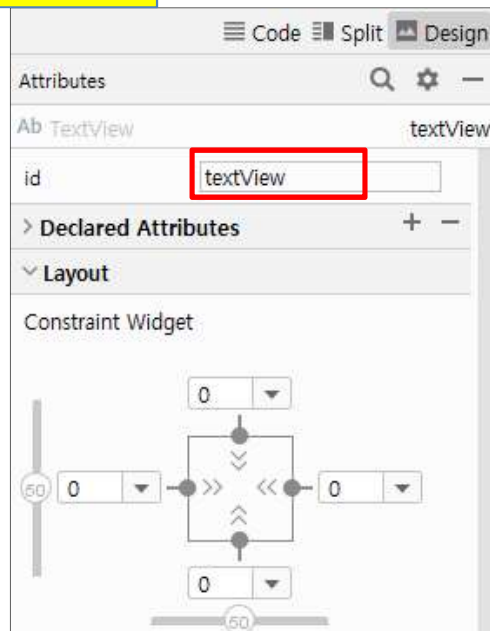 Code Split Design
Attributes
Ab TextView textView
id textView
> Declared Attributes + −
Layout
Constraint Widget
0
50 0 0
0
50